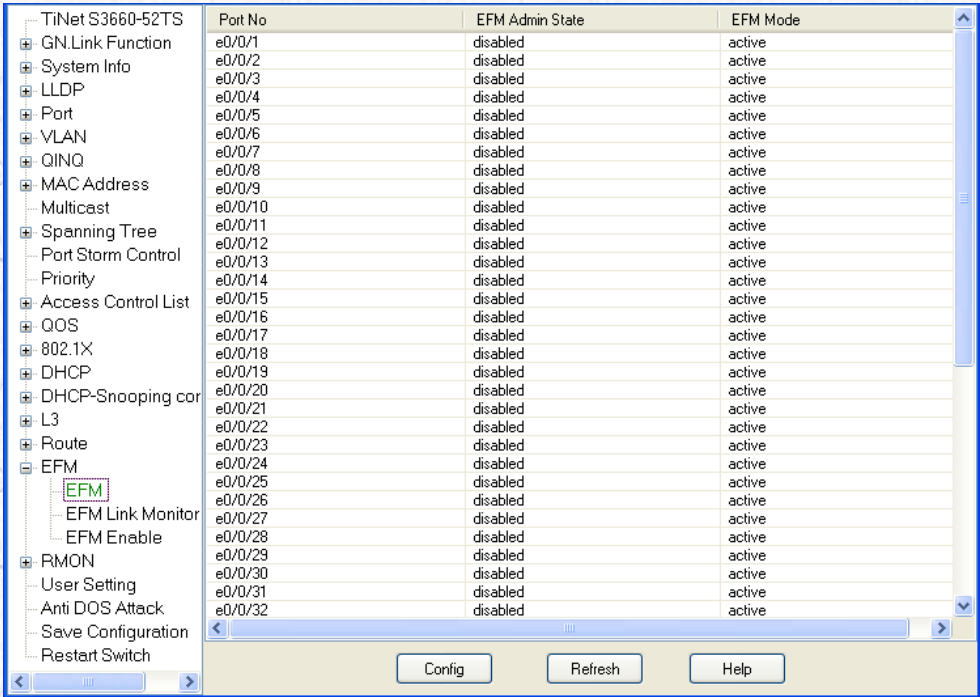 TiNet S3660-52TS
GN.Link Function
System Info
LLDP
Port
VLAN
QINQ
MAC Address
Multicast
Spanning Tree
Port Storm Control
Priority
Access Control List
QOS
802.1X
DHCP
DHCP-Snooping cor
L3
Route
EFM
EFM
EFM Link Monitor
EFM Enable
RMON
User Setting
Anti DOS Attack
Save Configuration
Restart Switch
Port No EFM Admin State EFM Mode
e0/0/1 disabled active
e0/0/2 disabled active
e0/0/3 disabled active
e0/0/4 disabled active
e0/0/5 disabled active
e0/0/6 disabled active
e0/0/7 disabled active
e0/0/8 disabled active
e0/0/9 disabled active
e0/0/10 disabled active
e0/0/11 disabled active
e0/0/12 disabled active
e0/0/13 disabled active
e0/0/14 disabled active
e0/0/15 disabled active
e0/0/16 disabled active
e0/0/17 disabled active
e0/0/18 disabled active
e0/0/19 disabled active
e0/0/20 disabled active
e0/0/21 disabled active
e0/0/22 disabled active
e0/0/23 disabled active
e0/0/24 disabled active
e0/0/25 disabled active
e0/0/26 disabled active
e0/0/27 disabled active
e0/0/28 disabled active
e0/0/29 disabled active
e0/0/30 disabled active
e0/0/31 disabled active
e0/0/32 disabled active
Config Refresh Help